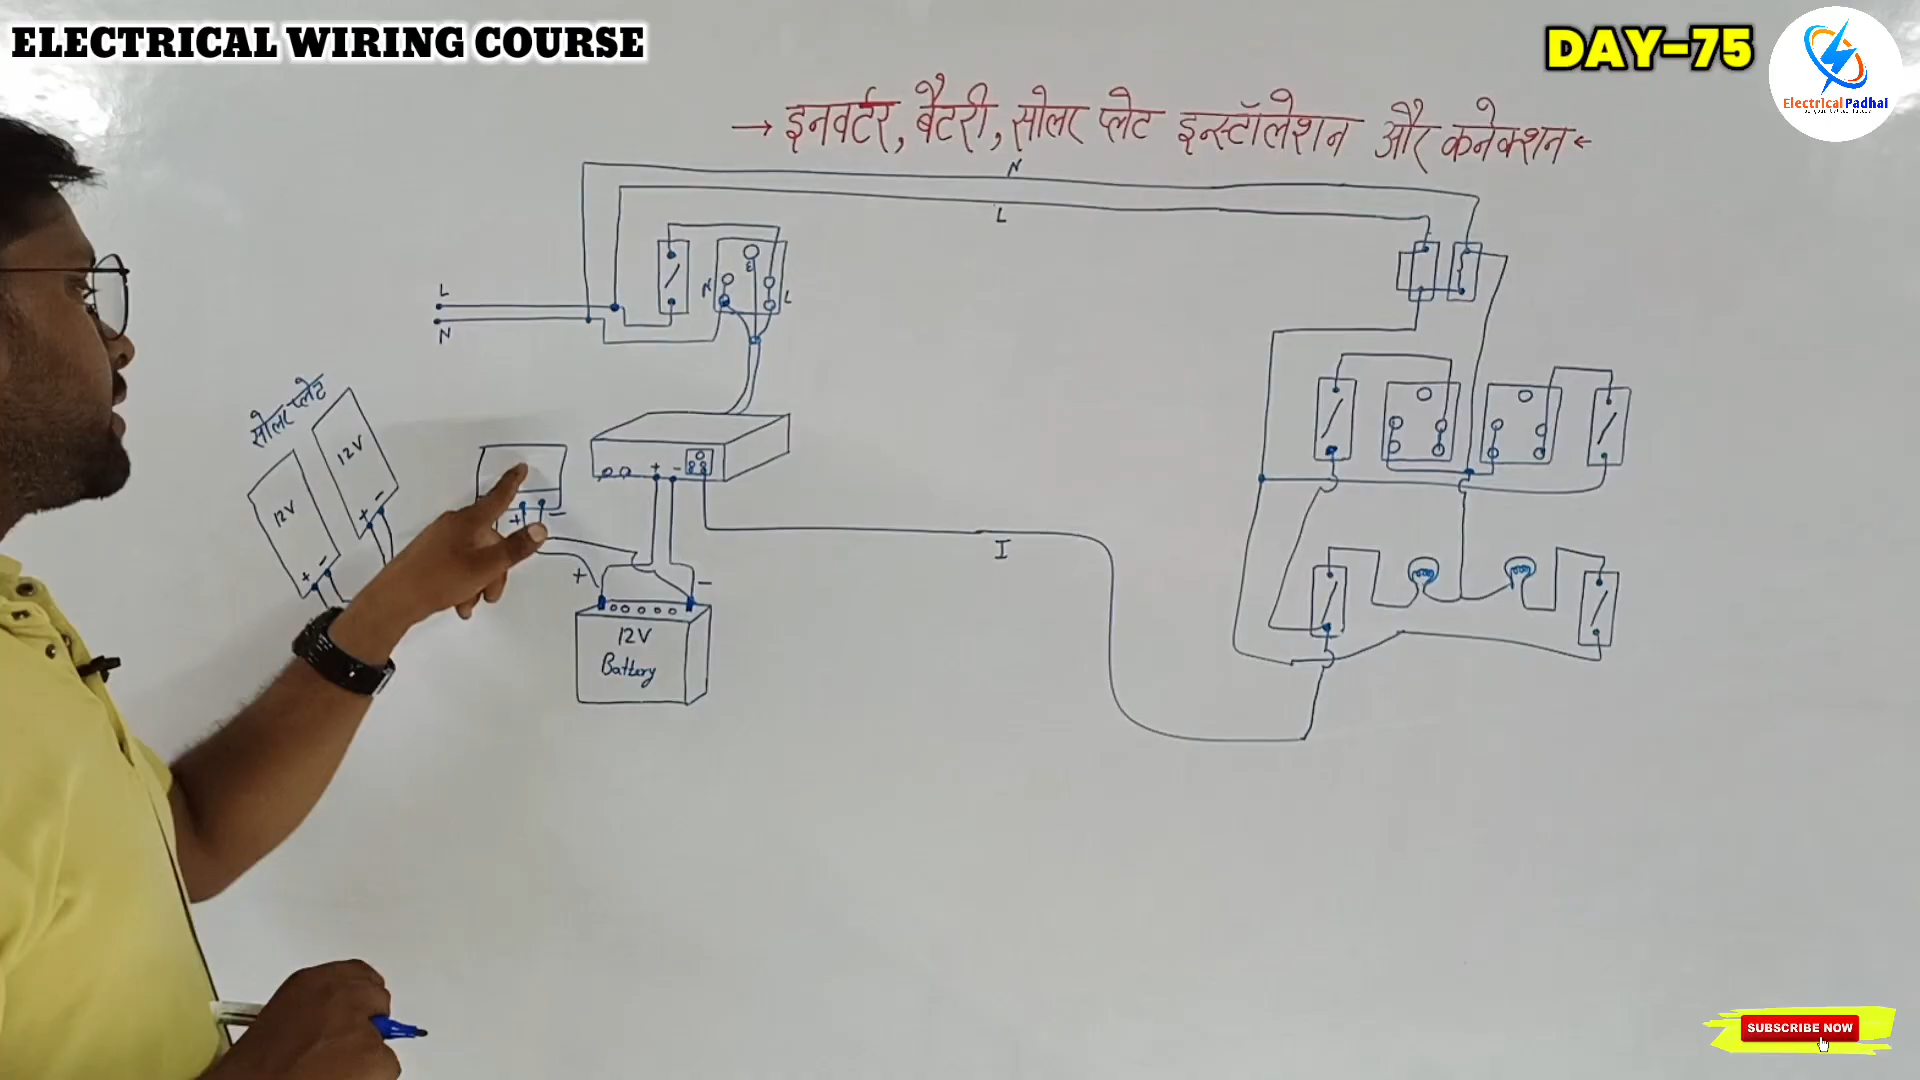 ELECTRICAL WIRING COURSE
DAY-75
Electrical Padhai
→ इनवर्टर, बैटरी, सोलर प्लेट इन्स्टॉलेशन और कनेक्शन ←
N
L
E
N
L
L
N
सोलर प्लेट
12V
12V
+ -
+ -
+ -
+ -
I
+ -
12V
Battery
SUBSCRIBE NOW